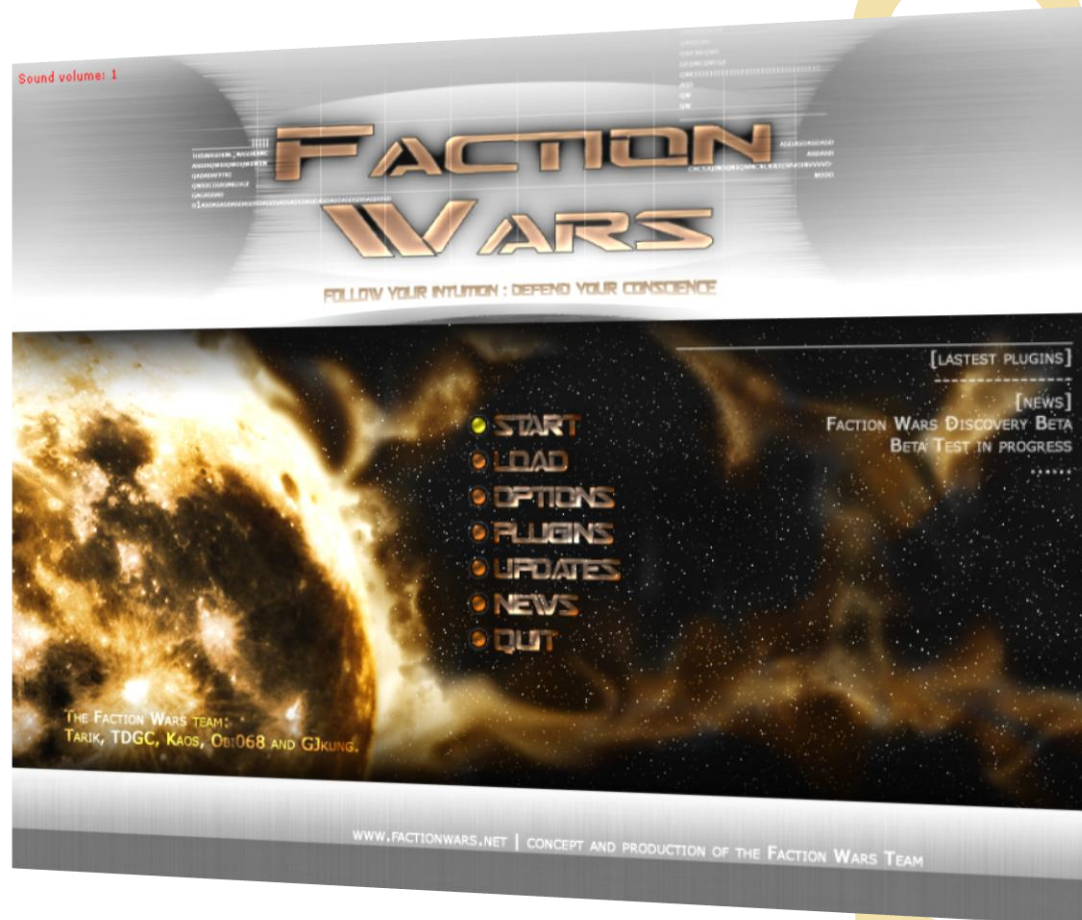 Sound volume: 1
FACTION
WARS
FOLLOW YOUR INTUITION : DEFEND YOUR CONSCIENCE
[LASTEST PLUGINS]
[NEWS]
FACTION WARS DISCOVERY BETA
BETA TEST IN PROGRESS
START
LOAD
OPTIONS
PLUGINS
UPDATES
NEWS
QUIT
THE FACTION WARS TEAM:
TARIK, TDGC, KAOS, OBI068 AND GJKUNG.
WWW.FACTIONWARS.NET | CONCEPT AND PRODUCTION OF THE FACTION WARS TEAM